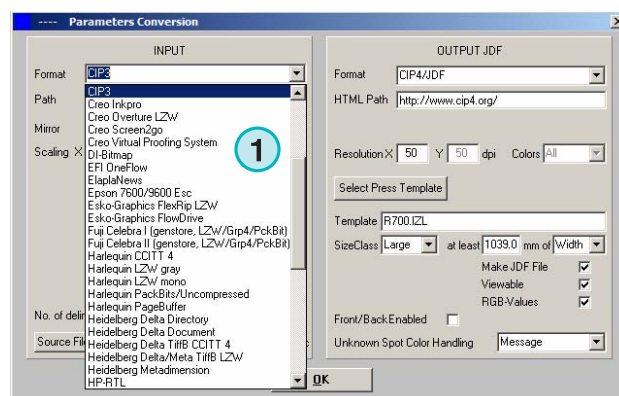 ---- Parameters Conversion
INPUT
Format CIP3
CIP3
Path
Creo Inkpro
Creo Overture LZW
Mirror
Creo Screen2go
Creo Virtual Proofing System
Scaling X
DI-Bitmap
EFI OneFlow
ElaplaNews
Epson 7600/9600 Esc
Esko-Graphics FlexRip LZW
Esko-Graphics FlowDrive
Fuji Celebra I (genstore, LZW/Grp4/PckBit)
Fuji Celebra II (genstore, LZW/Grp4/PckBit)
Harlequin CCITT 4
Harlequin LZW gray
Harlequin LZW mono
Harlequin PackBits/Uncompressed
Harlequin PageBuffer
Heidelberg Delta Directory
No. of delim
Heidelberg Delta Document
Heidelberg Delta TiffB CCITT 4
Source Fil
Heidelberg Delta/Meta TiffB LZW
Heidelberg Metadimension
HP-RTL
1
OUTPUT JDF
Format CIP4/JDF
HTML Path http://www.cip4.org/
Resolution X 50 Y 50 dpi Colors All
Select Press Template
Template R700.IZL
SizeClass Large at least 1039.0 mm of Width
Make JDF File
Viewable
RGB-Values
Front/Back Enabled
Unknown Spot Color Handling Message
OK